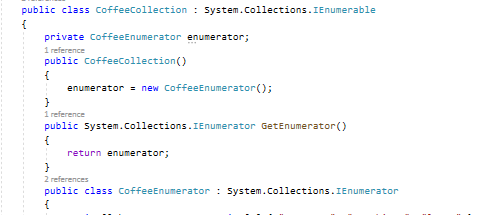 public class CoffeeCollection : System.Collections.IEnumerable
{
private CoffeeEnumerator enumerator;
1 reference
public CoffeeCollection()
{
enumerator = new CoffeeEnumerator();
}
1 reference
public System.Collections.IEnumerator GetEnumerator()
{
return enumerator;
}
2 references
public class CoffeeEnumerator : System.Collections.IEnumerator
{